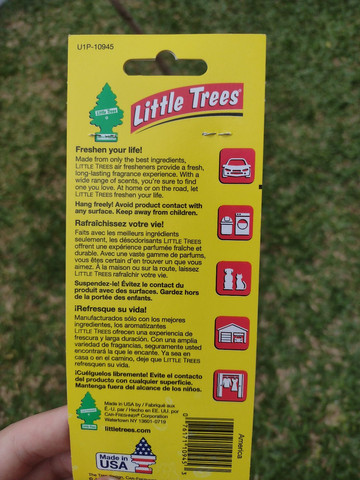 U1P-10945
Little Trees
LITTLE TREES®
Freshen your life!
Made from only the best ingredients,
LITTLE TREES air fresheners provide a fresh,
long-lasting fragrance experience. With a
wide range of scents, you're sure to find
one you love. At home or on the road, let
LITTLE TREES freshen your life.
Hang freely! Avoid product contact with
any surface. Keep away from children.
Rafraîchissez votre vie!
Faits avec les meilleurs ingrédients
seulement, les désodorisants LITTLE TREES
offrent une expérience parfumée fraîche et
durable. Avec une vaste gamme de parfums,
vous êtes certain d'en trouver un que vous
aimez. À la maison ou sur la route, laissez
LITTLE TREES rafraîchir votre vie.
Suspendez-le! Évitez le contact du
produit avec des surfaces. Gardez hors
de la portée des enfants.
¡Refresque su vida!
Manufacturados sólo con los mejores
ingredientes, los aromatizantes
LITTLE TREES ofrecen una experiencia de
frescura y larga duración. Con una amplia
variedad de fragancias, seguramente usted
encontrará la que le encante. Ya sea en
casa o en el camino, deje que LITTLE TREES
refresque su vida.
¡Cuélguelos libremente! Evite el contacto
del producto con cualquier superficie.
Mantenga fuera del alcance de los niños.
Made in USA by / Fabriqué aux
É.-U. par / Hecho en EE. UU. por
CAR-FRESHNER® Corporation
Watertown NY 13601-0719
littletrees.com
Made in
USA
America